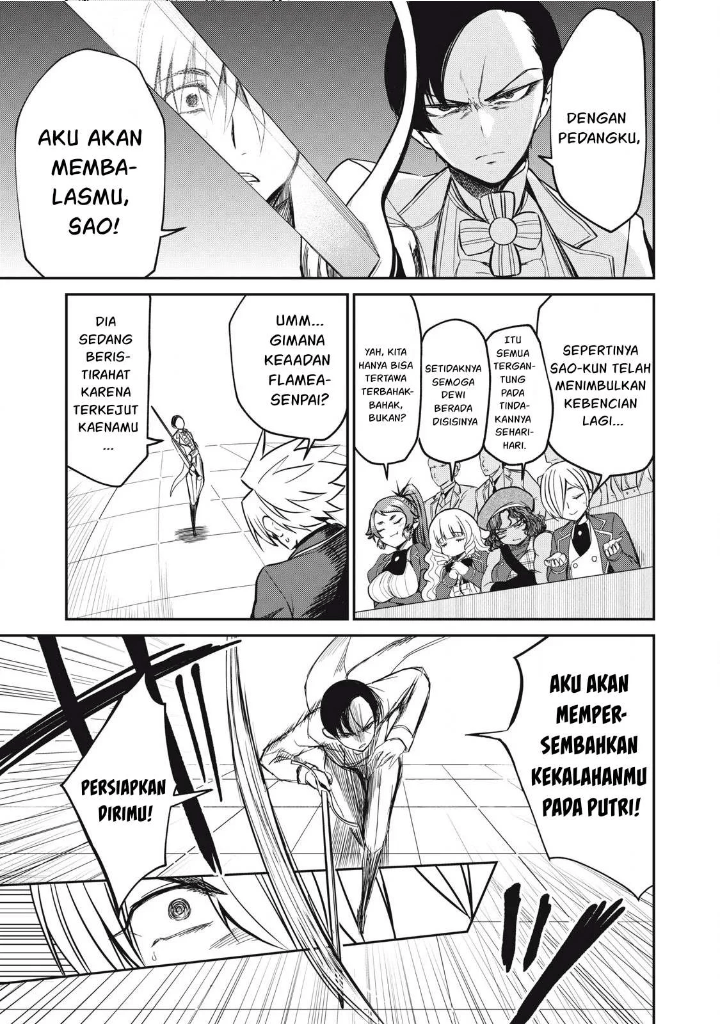 DENGAN
PEDANGKU,
AKU AKAN
MEMBA-
LASMU,
SAO!
SEPERTINYA
SAO-KUN TELAH
MENIMBULKAN
KEBENCIAN
LAGI...
ITU
SEMUA
TERGAN-
TUNG
PADA
TINDA-
KANNYA
SEHARI-
HARI.
SETIDAKNYA
SEMOGA
DEWI
BERADA
DISISINYA
YAH, KITA
HANYA BISA
TERTAWA
TERBAHAK-
BAHAK,
BUKAN?
UMM...
GIMANA
KEAADAN
FLAMEA-
SENPAI?
DIA
SEDANG
BERIS-
TIRAHAT
KARENA
TERKEJUT
KAENAMU
...
AKU AKAN
MEMPER-
SEMBAHKAN
KEKALAHANMU
PADA PUTRI!
PERSIAPKAN
DIRIMU!